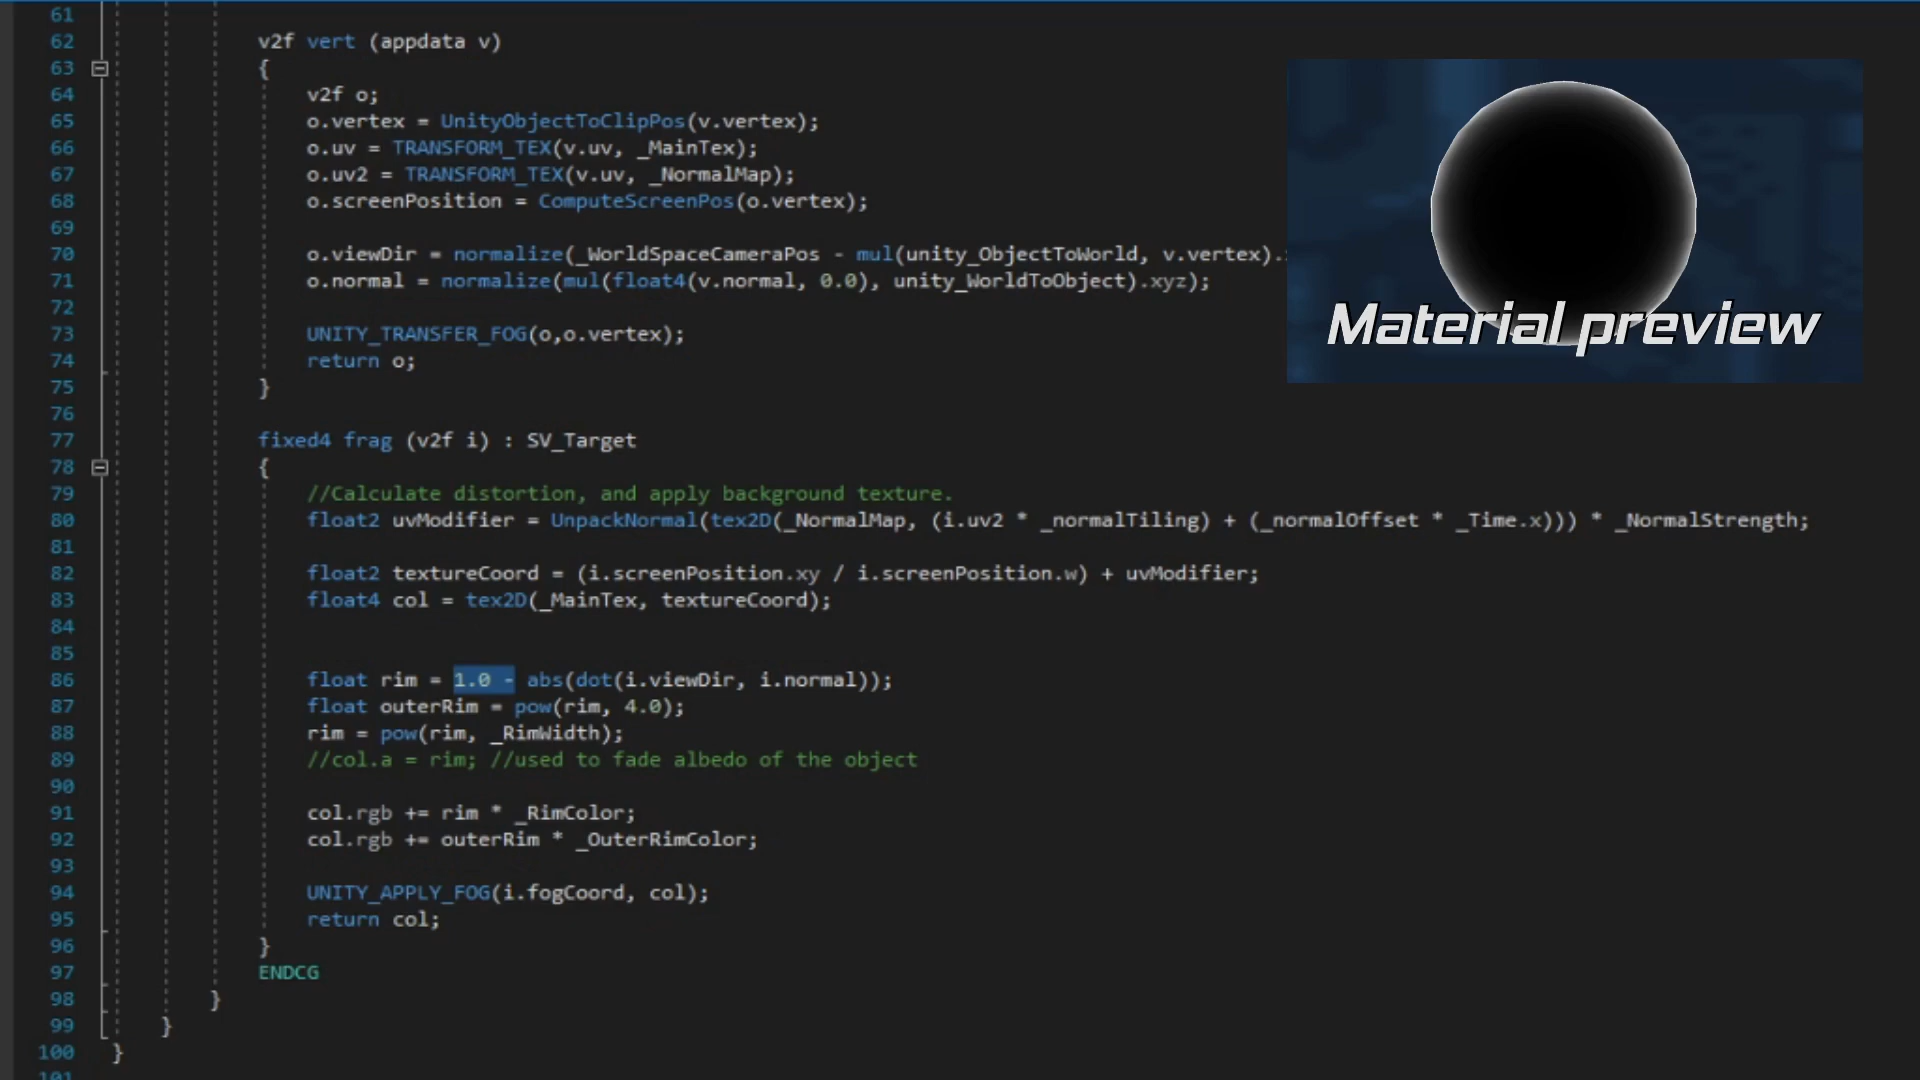 61
62 v2f vert (appdata v)
63 {
64 v2f o;
65 o.vertex = UnityObjectToClipPos(v.vertex);
66 o.uv = TRANSFORM_TEX(v.uv, _MainTex);
67 o.uv2 = TRANSFORM_TEX(v.uv, _NormalMap);
68 o.screenPosition = ComputeScreenPos(o.vertex);
69
70 o.viewDir = normalize(_WorldSpaceCameraPos - mul(unity_ObjectToWorld, v.vertex).
71 o.normal = normalize(mul(float4(v.normal, 0.0), unity_WorldToObject).xyz);
72
73 UNITY_TRANSFER_FOG(o,o.vertex);
74 return o;
75 }
76
77 fixed4 frag (v2f i) : SV_Target
78 {
79 //Calculate distortion, and apply background texture.
80 float2 uvModifier = UnpackNormal(tex2D(_NormalMap, (i.uv2 * _normalTiling) + (_normalOffset * _Time.x))) * _NormalStrength;
81
82 float2 textureCoord = (i.screenPosition.xy / i.screenPosition.w) + uvModifier;
83 float4 col = tex2D(_MainTex, textureCoord);
84
85
86 float rim = 1.0 - abs(dot(i.viewDir, i.normal));
87 float outerRim = pow(rim, 4.0);
88 rim = pow(rim, _RimWidth);
89 //col.a = rim; //used to fade albedo of the object
90
91 col.rgb += rim * _RimColor;
92 col.rgb += outerRim * _OuterRimColor;
93
94 UNITY_APPLY_FOG(i.fogCoord, col);
95 return col;
96 }
97 ENDCG
98 }
99 }
100 }
101
Material preview